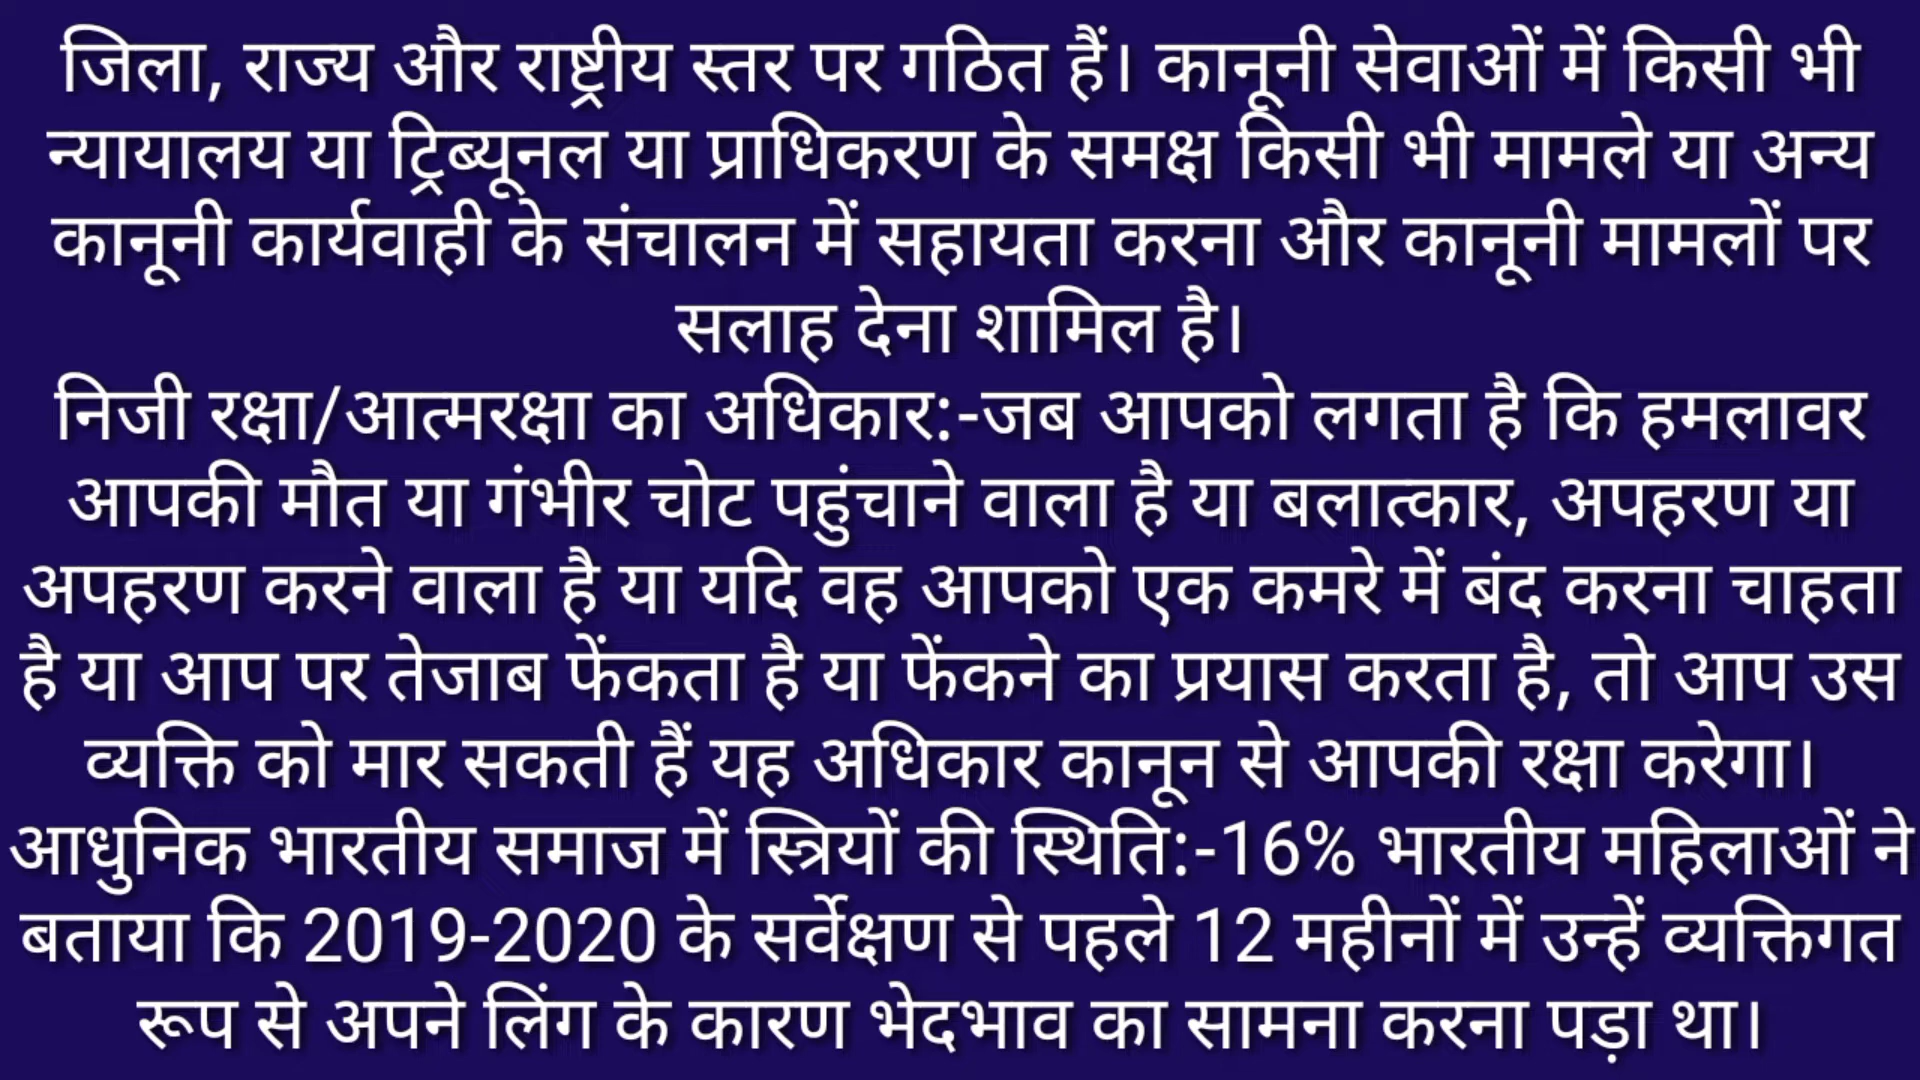 जिला, राज्य और राष्ट्रीय स्तर पर गठित हैं। कानूनी सेवाओं में किसी भी
न्यायालय या ट्रिब्यूनल या प्राधिकरण के समक्ष किसी भी मामले या अन्य
कानूनी कार्यवाही के संचालन में सहायता करना और कानूनी मामलों पर
सलाह देना शामिल है।
निजी रक्षा/आत्मरक्षा का अधिकार:-जब आपको लगता है कि हमलावर
आपकी मौत या गंभीर चोट पहुंचाने वाला है या बलात्कार, अपहरण या
अपहरण करने वाला है या यदि वह आपको एक कमरे में बंद करना चाहता
है या आप पर तेजाब फेंकता है या फेंकने का प्रयास करता है, तो आप उस
व्यक्ति को मार सकती हैं यह अधिकार कानून से आपकी रक्षा करेगा।
आधुनिक भारतीय समाज में स्त्रियों की स्थिति:-16% भारतीय महिलाओं ने
बताया कि 2019-2020 के सर्वेक्षण से पहले 12 महीनों में उन्हें व्यक्तिगत
रूप से अपने लिंग के कारण भेदभाव का सामना करना पड़ा था।